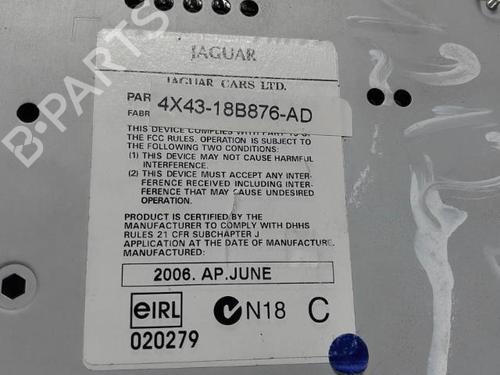 JAGUAR
JAGUAR CARS LTD.
PAR 4X43-18B876-AD
FABR
THIS DEVICE COMPLIES WITH PART 15 OF
THE FCC RULES. OPERATION IS SUBJECT TO
THE FOLLOWING TWO CONDITIONS:
(1) THIS DEVICE MAY NOT CAUSE HARMFUL
INTERFERENCE.
(2) THIS DEVICE MUST ACCEPT ANY INTER-
FERENCE RECEIVED INCLUDING INTER-
FERENCE THAT MAY CAUSE UNDESIRED
OPERATION.
PRODUCT IS CERTIFIED BY THE
MANUFACTURER TO COMPLY WITH DHHS
RULES 21 CFR SUBCHAPTER J
APPLICATION AT THE DATE OF
MANUFACTURED:
2006. AP.JUNE
eIRL N18 C
020279
B-PARTS